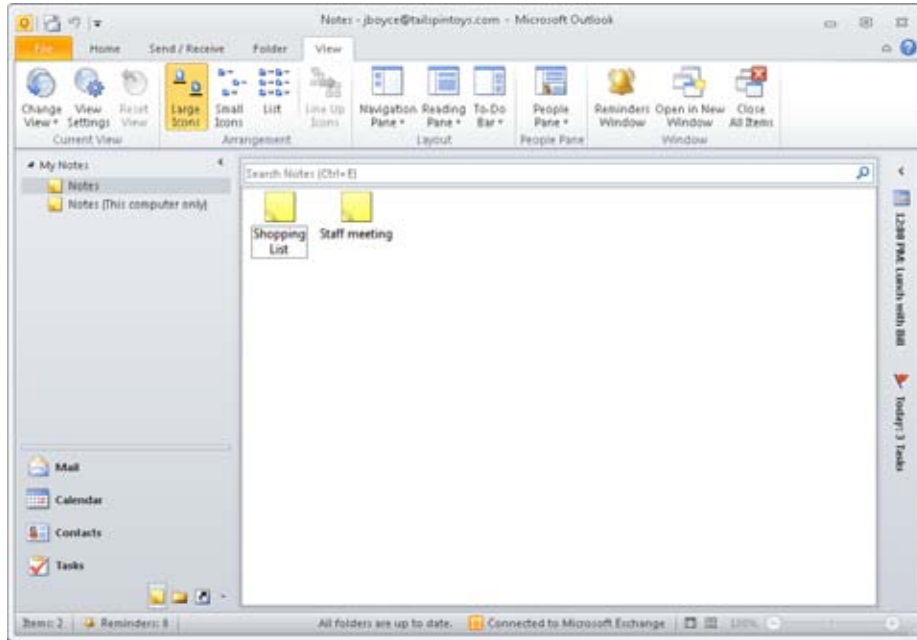 Notes - jboyce@tailspintoys.com - Microsoft Outlook
File Home Send / Receive Folder View
Change View View Settings Reset View Large Icons Small Icons List Line Up Icons Navigation Pane Reading Pane To-Do Bar People Pane Reminders Window Open in New Window Close All Items
Current View Arrangement Layout People Pane Window
My Notes
Notes
Notes (This computer only)
Search Notes (Ctrl+E)
Shopping List
Staff meeting
12:00 PM: Lunch with Bill
Today: 3 Tasks
Mail
Calendar
Contacts
Tasks
Items: 2 Reminders: 8 All folders are up to date. Connected to Microsoft Exchange 100%